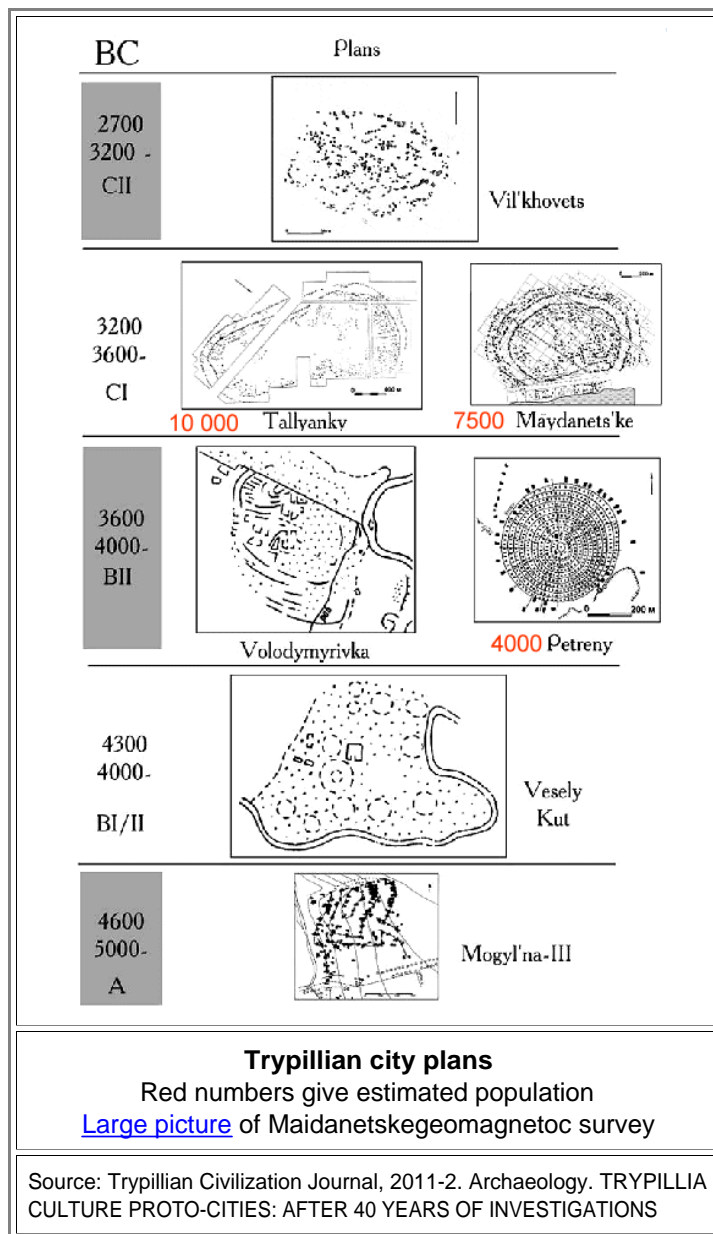 BC
Plans
2700
3200 -
CII
Vil'khovets
3200
3600-
CI
10 000 Tallyanky
7500 Maydanets'ke
3600
4000-
BII
Volodymyrivka
0 200 м
4000 Petreny
4300
4000-
BI/II
Vesely
Kut
4600
5000-
A
Mogyl'na-III
Trypillian city plans
Red numbers give estimated population
Large picture of Maidanetskegeomagnetoc survey
Source: Trypillian Civilization Journal, 2011-2. Archaeology. TRYPILLIA
CULTURE PROTO-CITIES: AFTER 40 YEARS OF INVESTIGATIONS